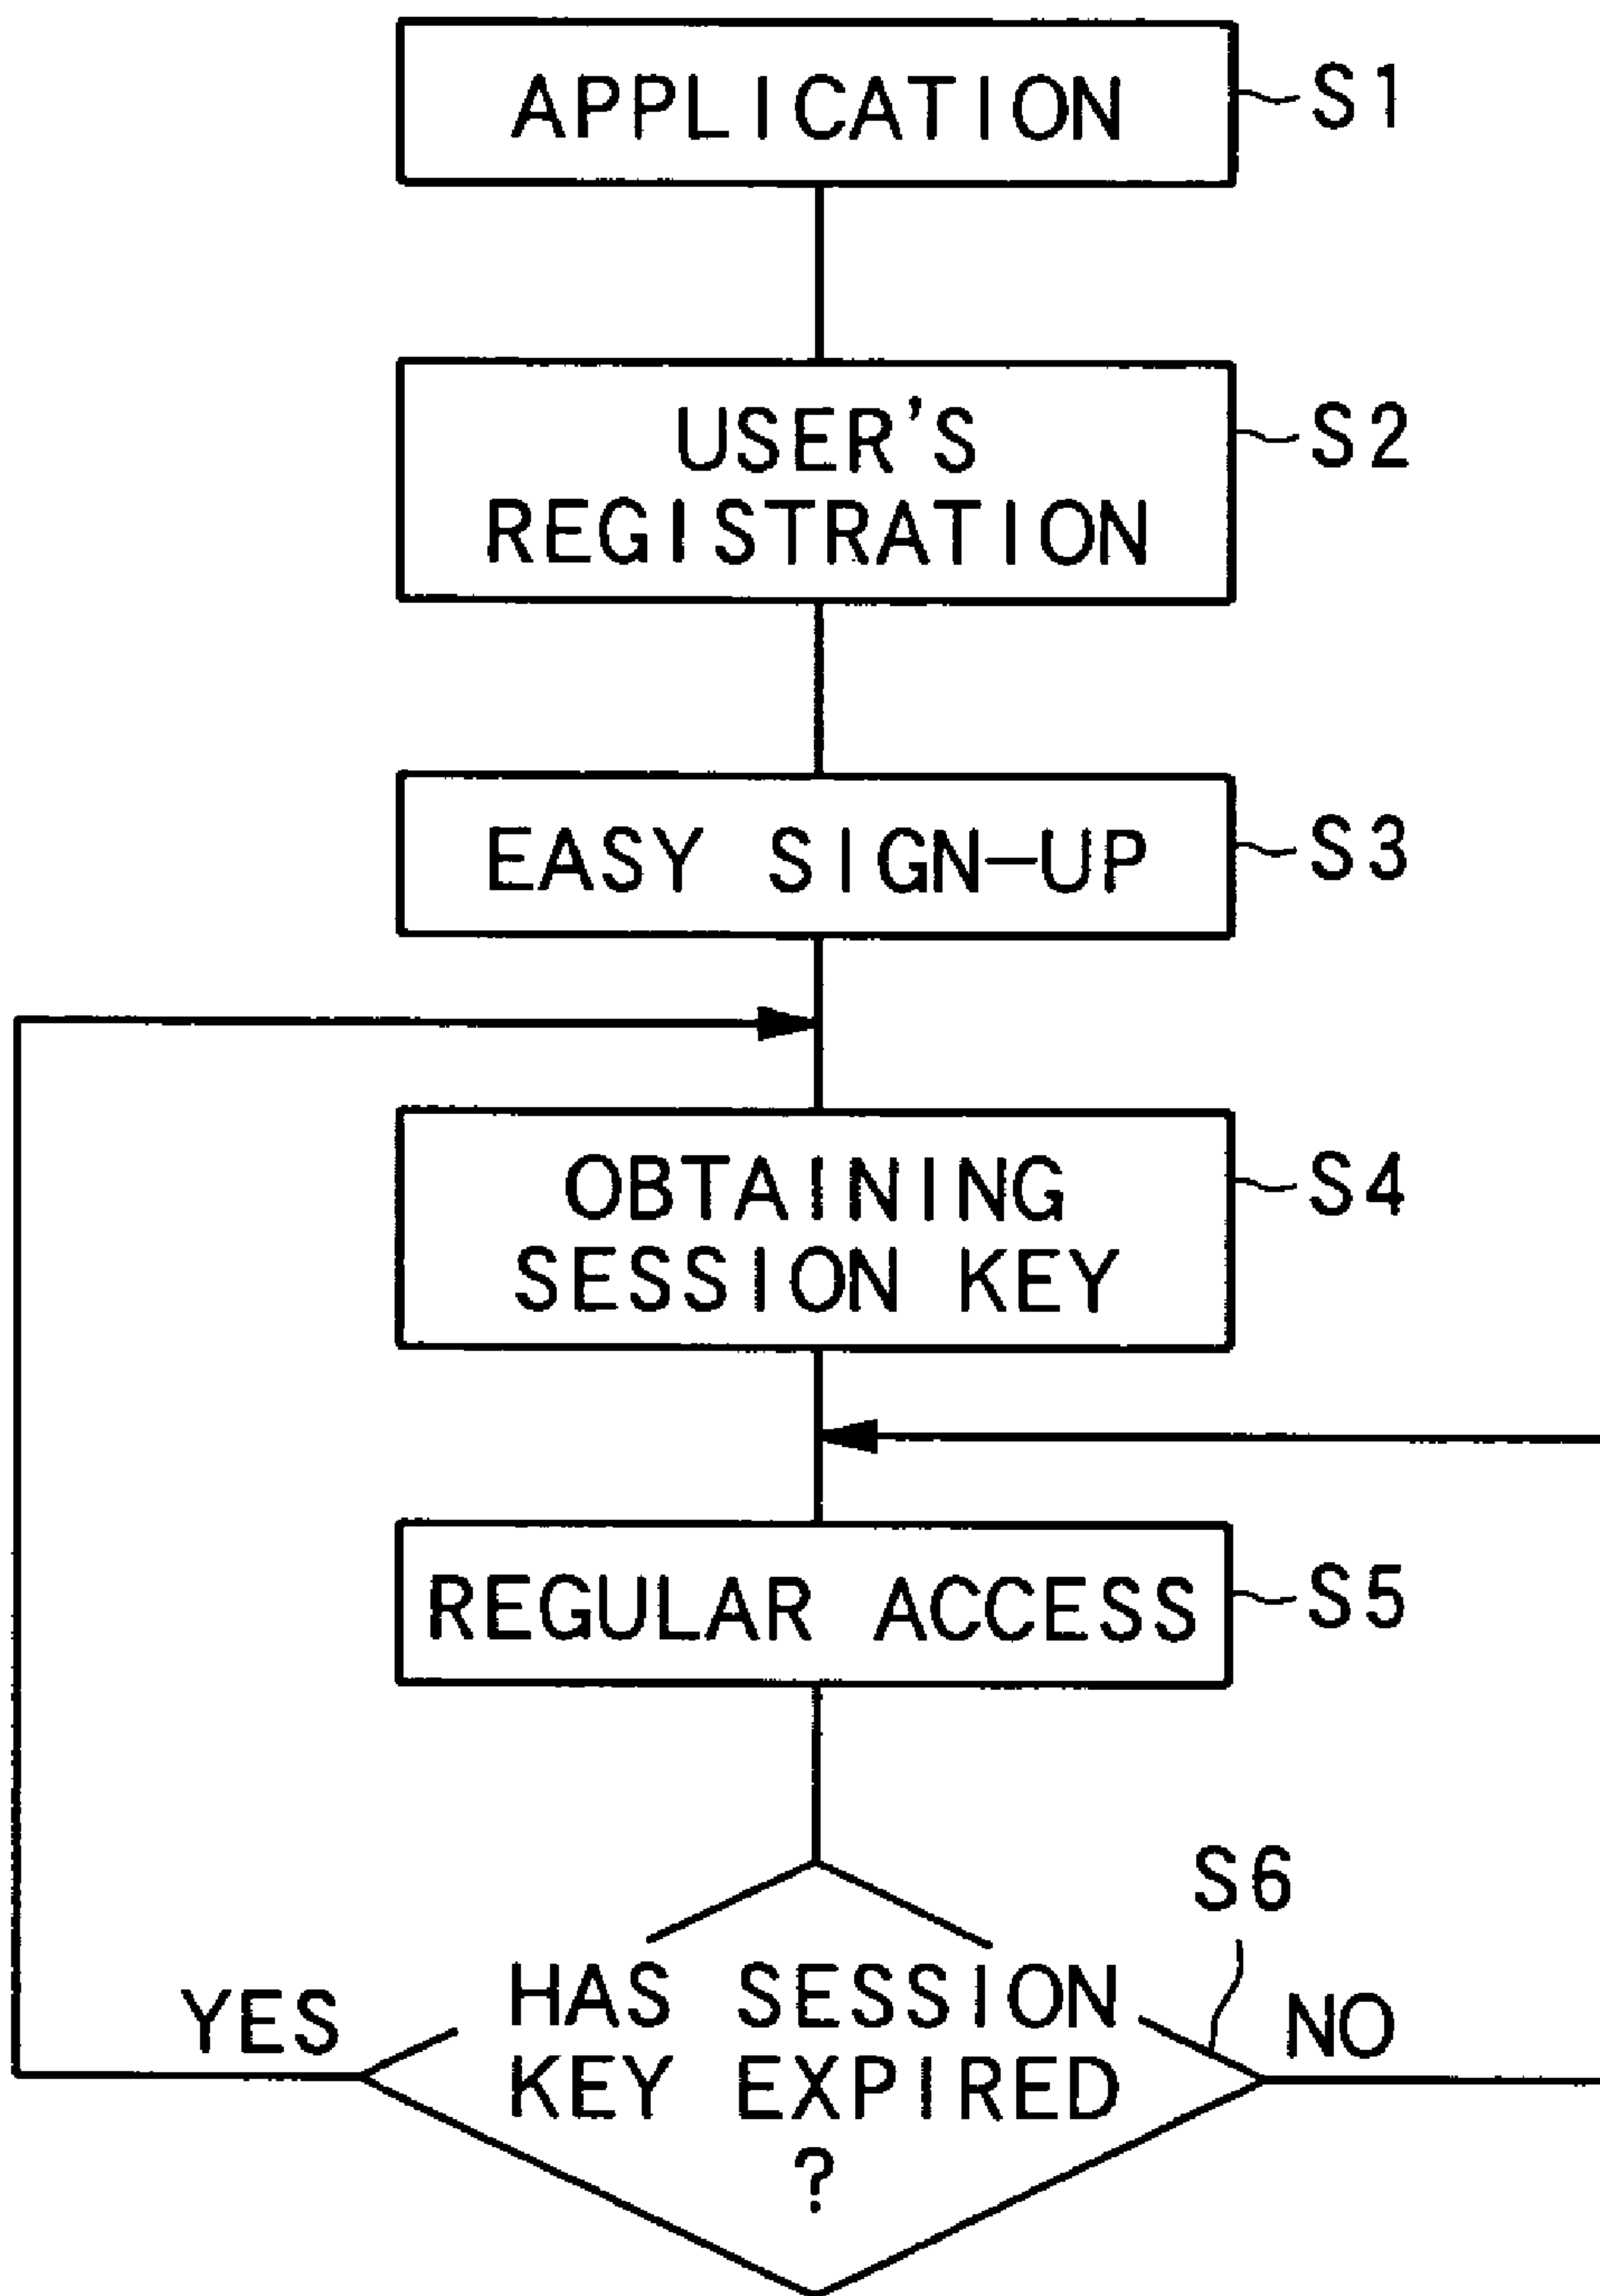 APPLICATION
S1
USER'S
REGISTRATION
S2
EASY SIGN-UP
S3
OBTAINING
SESSION KEY
S4
REGULAR ACCESS
S5
S6
HAS SESSION
KEY EXPIRED
?
YES
NO